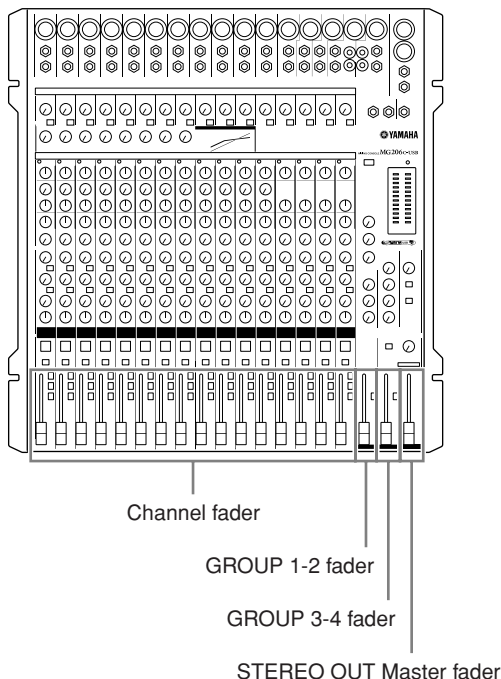 YAMAHA
MG206C-USB
Channel fader
GROUP 1-2 fader
GROUP 3-4 fader
STEREO OUT Master fader